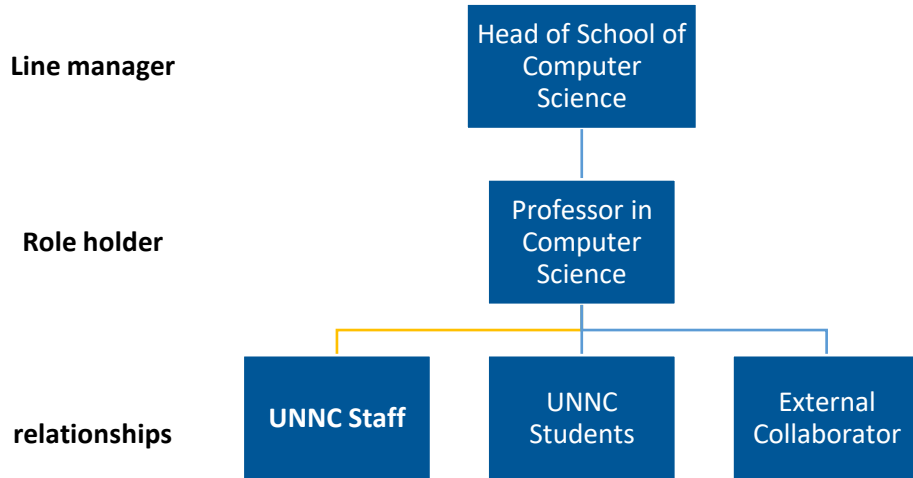 Line manager
Head of School of
Computer
Science
Role holder
Professor in
Computer
Science
relationships
UNNC Staff
UNNC
Students
External
Collaborator